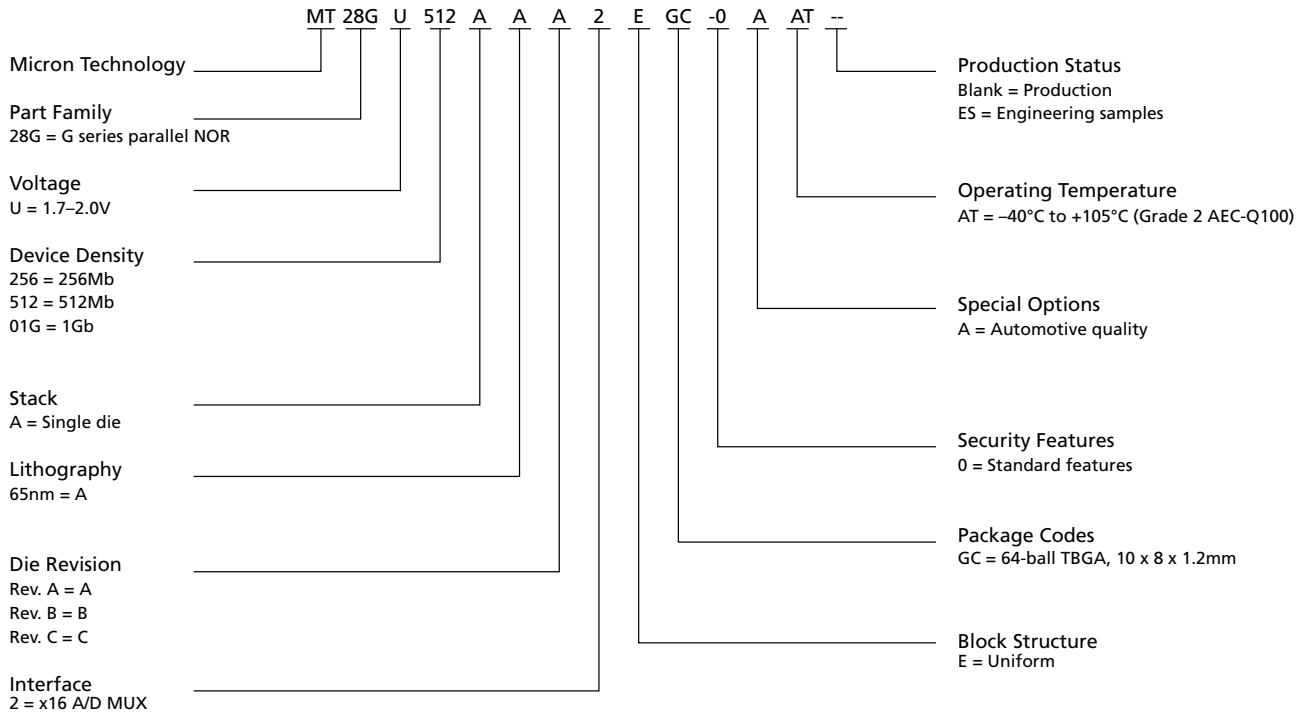 MT 28G U 512 A A A 2 E GC -0 A AT --
Micron Technology
Part Family
28G = G series parallel NOR
Voltage
U = 1.7–2.0V
Device Density
256 = 256Mb
512 = 512Mb
01G = 1Gb
Stack
A = Single die
Lithography
65nm = A
Die Revision
Rev. A = A
Rev. B = B
Rev. C = C
Interface
2 = x16 A/D MUX
Production Status
Blank = Production
ES = Engineering samples
Operating Temperature
AT = –40°C to +105°C (Grade 2 AEC-Q100)
Special Options
A = Automotive quality
Security Features
0 = Standard features
Package Codes
GC = 64-ball TBGA, 10 x 8 x 1.2mm
Block Structure
E = Uniform